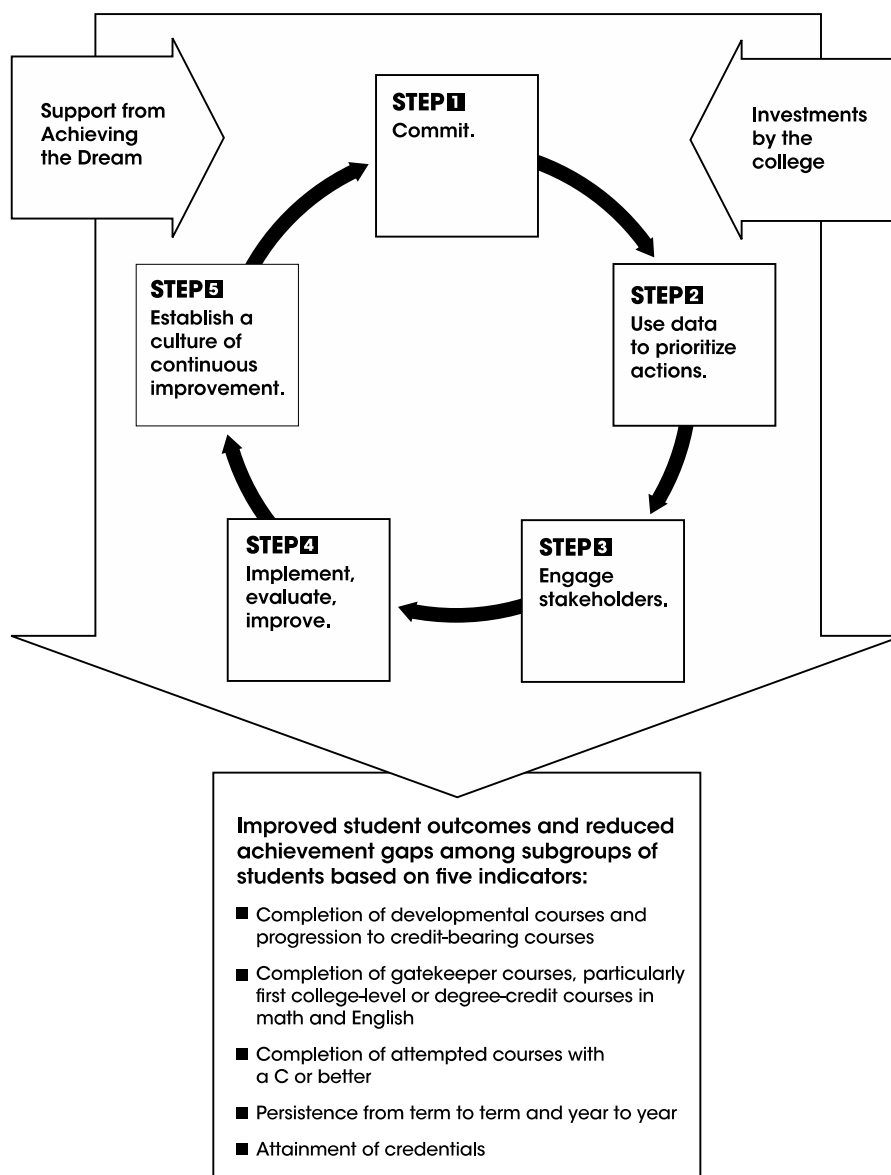 Support from
Achieving
the Dream
STEP 1
Commit.
Investments
by the
college
STEP 2
Use data
to prioritize
actions.
STEP 3
Engage
stakeholders.
STEP 4
Implement,
evaluate,
improve.
STEP 5
Establish a
culture of
continuous
improvement.
Improved student outcomes and reduced
achievement gaps among subgroups of
students based on five indicators:
■ Completion of developmental courses and
progression to credit-bearing courses
■ Completion of gatekeeper courses, particularly
first college-level or degree-credit courses in
math and English
■ Completion of attempted courses with
a C or better
■ Persistence from term to term and year to year
■ Attainment of credentials